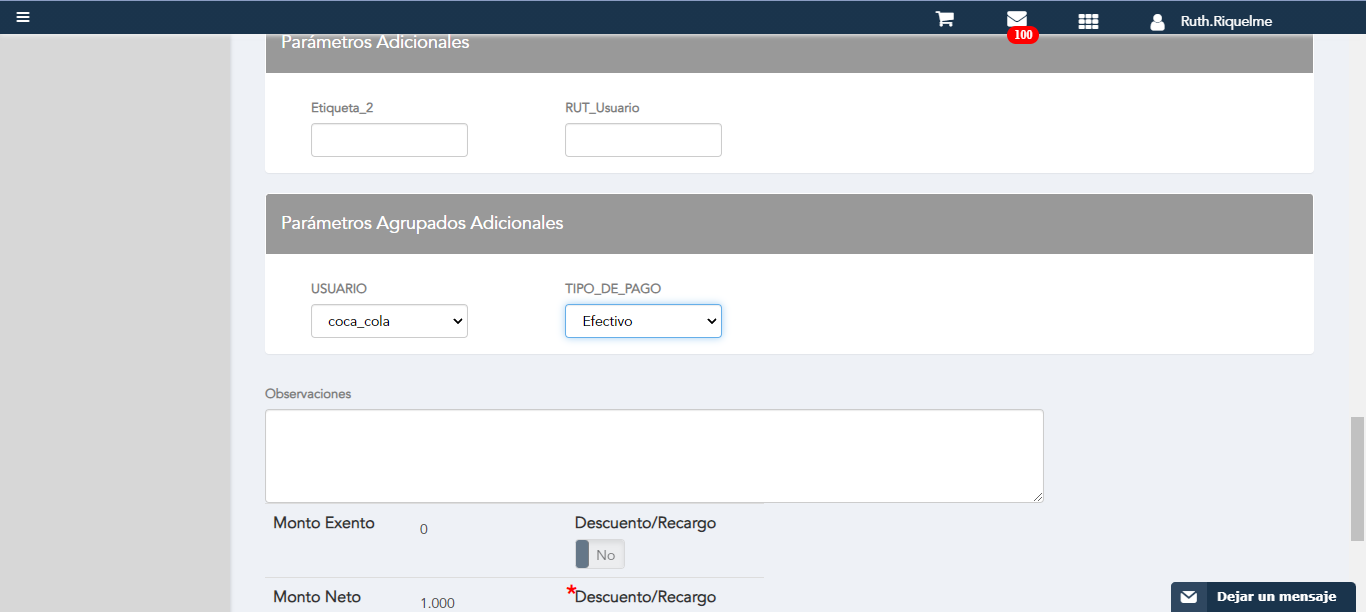 Ruth.Riquelme
100
Parámetros Adicionales
Etiqueta_2 RUT_Usuario
Parámetros Agrupados Adicionales
USUARIO TIPO_DE_PAGO
coca_cola Efectivo
Observaciones
Monto Exento 0 Descuento/Recargo
No
Monto Neto 1.000 *Descuento/Recargo
Dejar un mensaje